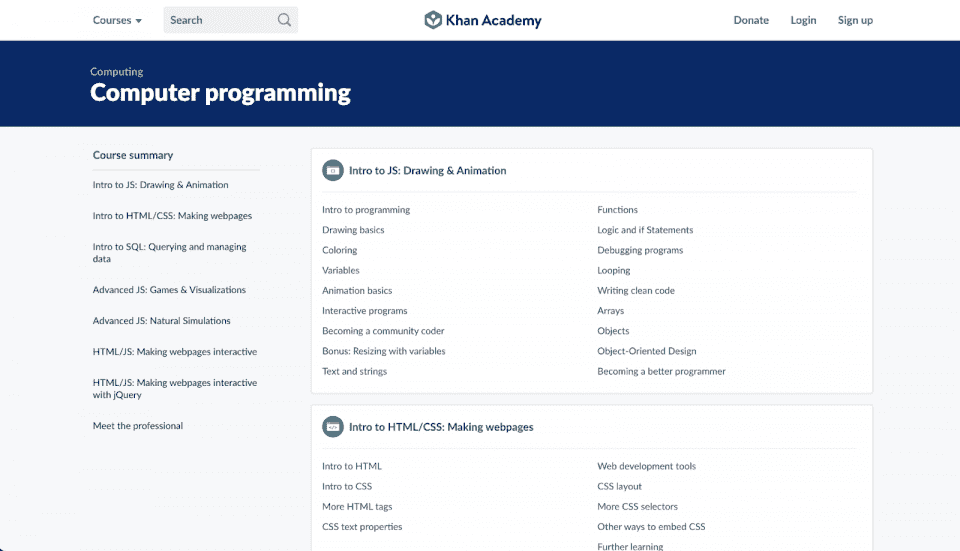 Courses
Search
Khan Academy
Donate
Login
Sign up
Computing
Computer programming
Course summary
Intro to JS: Drawing & Animation
Intro to HTML/CSS: Making webpages
Intro to SQL: Querying and managing
data
Advanced JS: Games & Visualizations
Advanced JS: Natural Simulations
HTML/JS: Making webpages interactive
HTML/JS: Making webpages interactive
with jQuery
Meet the professional
Intro to JS: Drawing & Animation
Intro to programming
Drawing basics
Coloring
Variables
Animation basics
Interactive programs
Becoming a community coder
Bonus: Resizing with variables
Text and strings
Functions
Logic and if Statements
Debugging programs
Looping
Writing clean code
Arrays
Objects
Object-Oriented Design
Becoming a better programmer
Intro to HTML/CSS: Making webpages
Intro to HTML
Intro to CSS
More HTML tags
CSS text properties
Web development tools
CSS layout
More CSS selectors
Other ways to embed CSS
Further learning